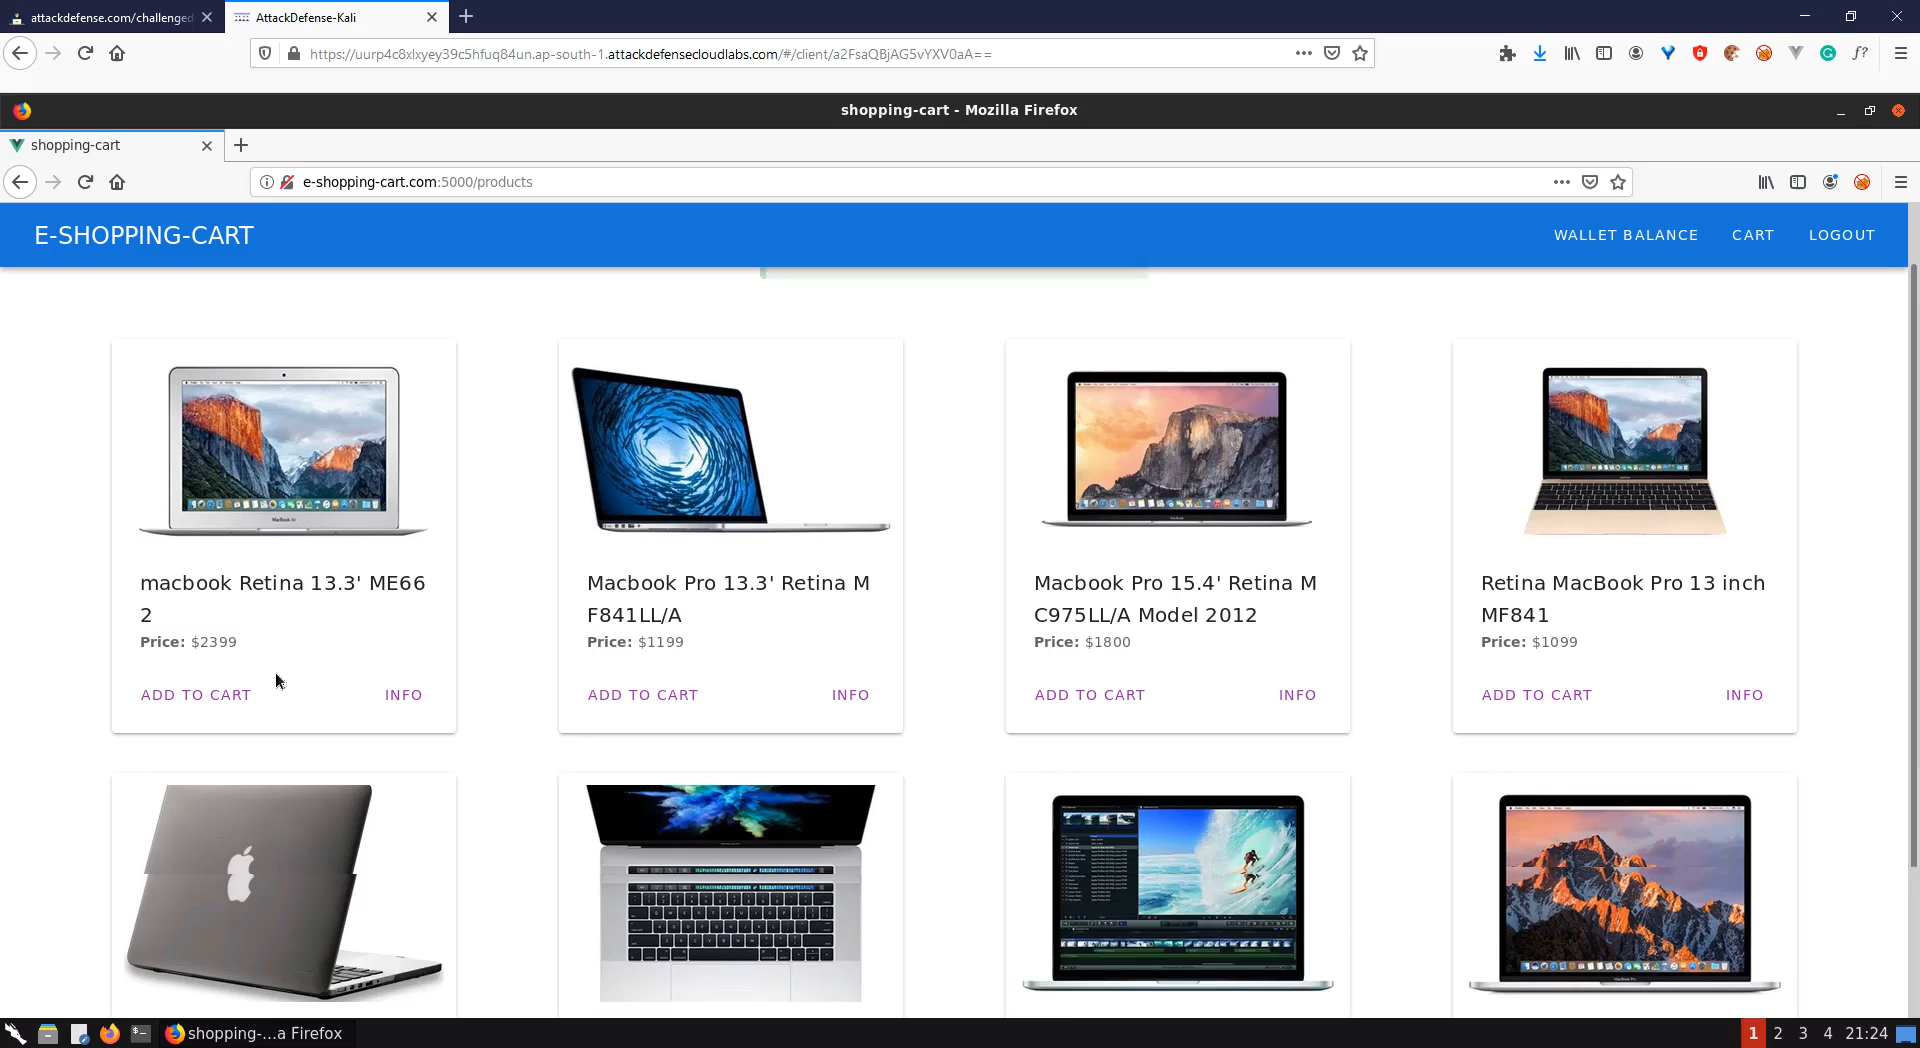 attackdefense.com/challenged
AttackDefense-Kali
https://uurp4c8xlxyey39c5hfuq84un.ap-south-1.attackdefensecloudlabs.com/#/client/a2FsaQBjAG5vYXV0aA==
f?
shopping-cart - Mozilla Firefox
shopping-cart
e-shopping-cart.com:5000/products
E-SHOPPING-CART
WALLET BALANCE
CART
LOGOUT
macbook Retina 13.3' ME66
2
Price: $2399
ADD TO CART
INFO
Macbook Pro 13.3' Retina M
F841LL/A
Price: $1199
ADD TO CART
INFO
Macbook Pro 15.4' Retina M
C975LL/A Model 2012
Price: $1800
ADD TO CART
INFO
Retina MacBook Pro 13 inch
MF841
Price: $1099
ADD TO CART
INFO
shopping-...a Firefox
1 2 3 4 21:24